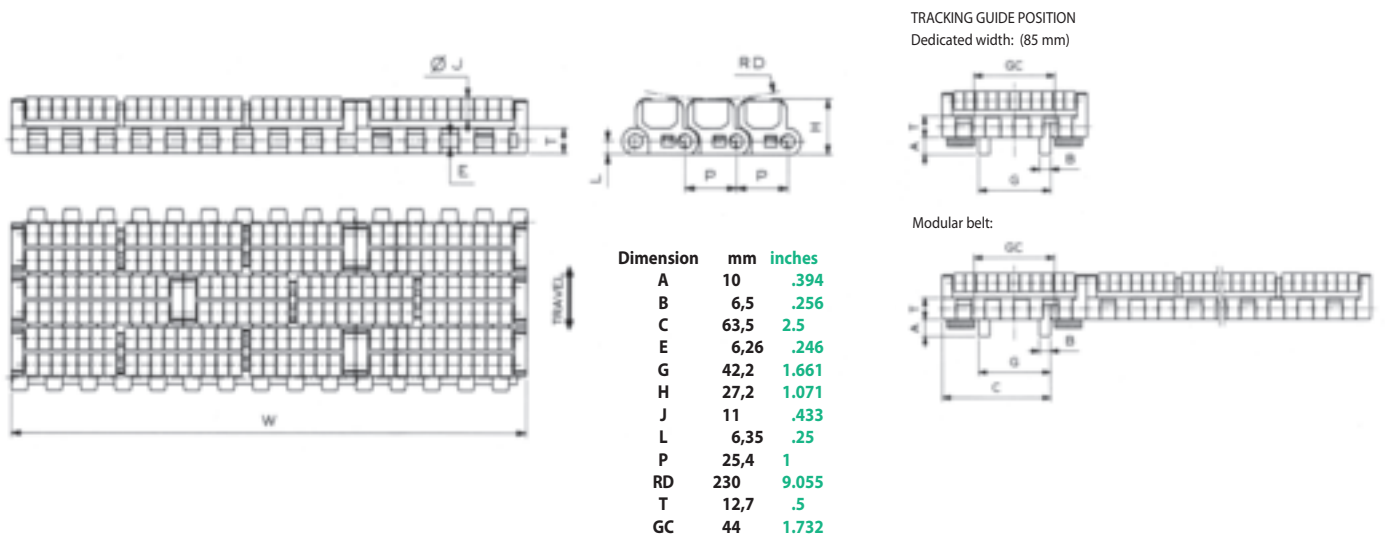 TRACKING GUIDE POSITION
Dedicated width: (85 mm)
Ø J
T
E
RD
H
L
P P
GC
T
A
B
G
TRAVEL
W
Modular belt:
GC
T
A
B
G
C
Dimension mm inches
A 10 .394
B 6,5 .256
C 63,5 2.5
E 6,26 .246
G 42,2 1.661
H 27,2 1.071
J 11 .433
L 6,35 .25
P 25,4 1
RD 230 9.055
T 12,7 .5
GC 44 1.732